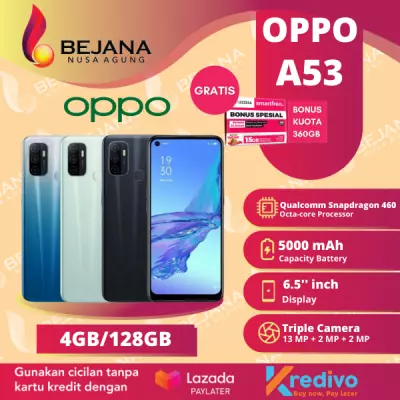 BEJANA
NUSA AGUNG
OPPO
A53
oppo
GRATIS
smartfren
BONUS SPESIAL
BONUS
KUOTA
360GB
Qualcomm Snapdragon 460
Octa-core Processor
5000 mAh
Capacity Battery
6.5'' inch
Display
Triple Camera
13 MP + 2 MP + 2 MP
4GB/128GB
Gunakan cicilan tanpa
kartu kredit dengan
Lazada
PAYLATER
Kredivo
Buy now, Pay later